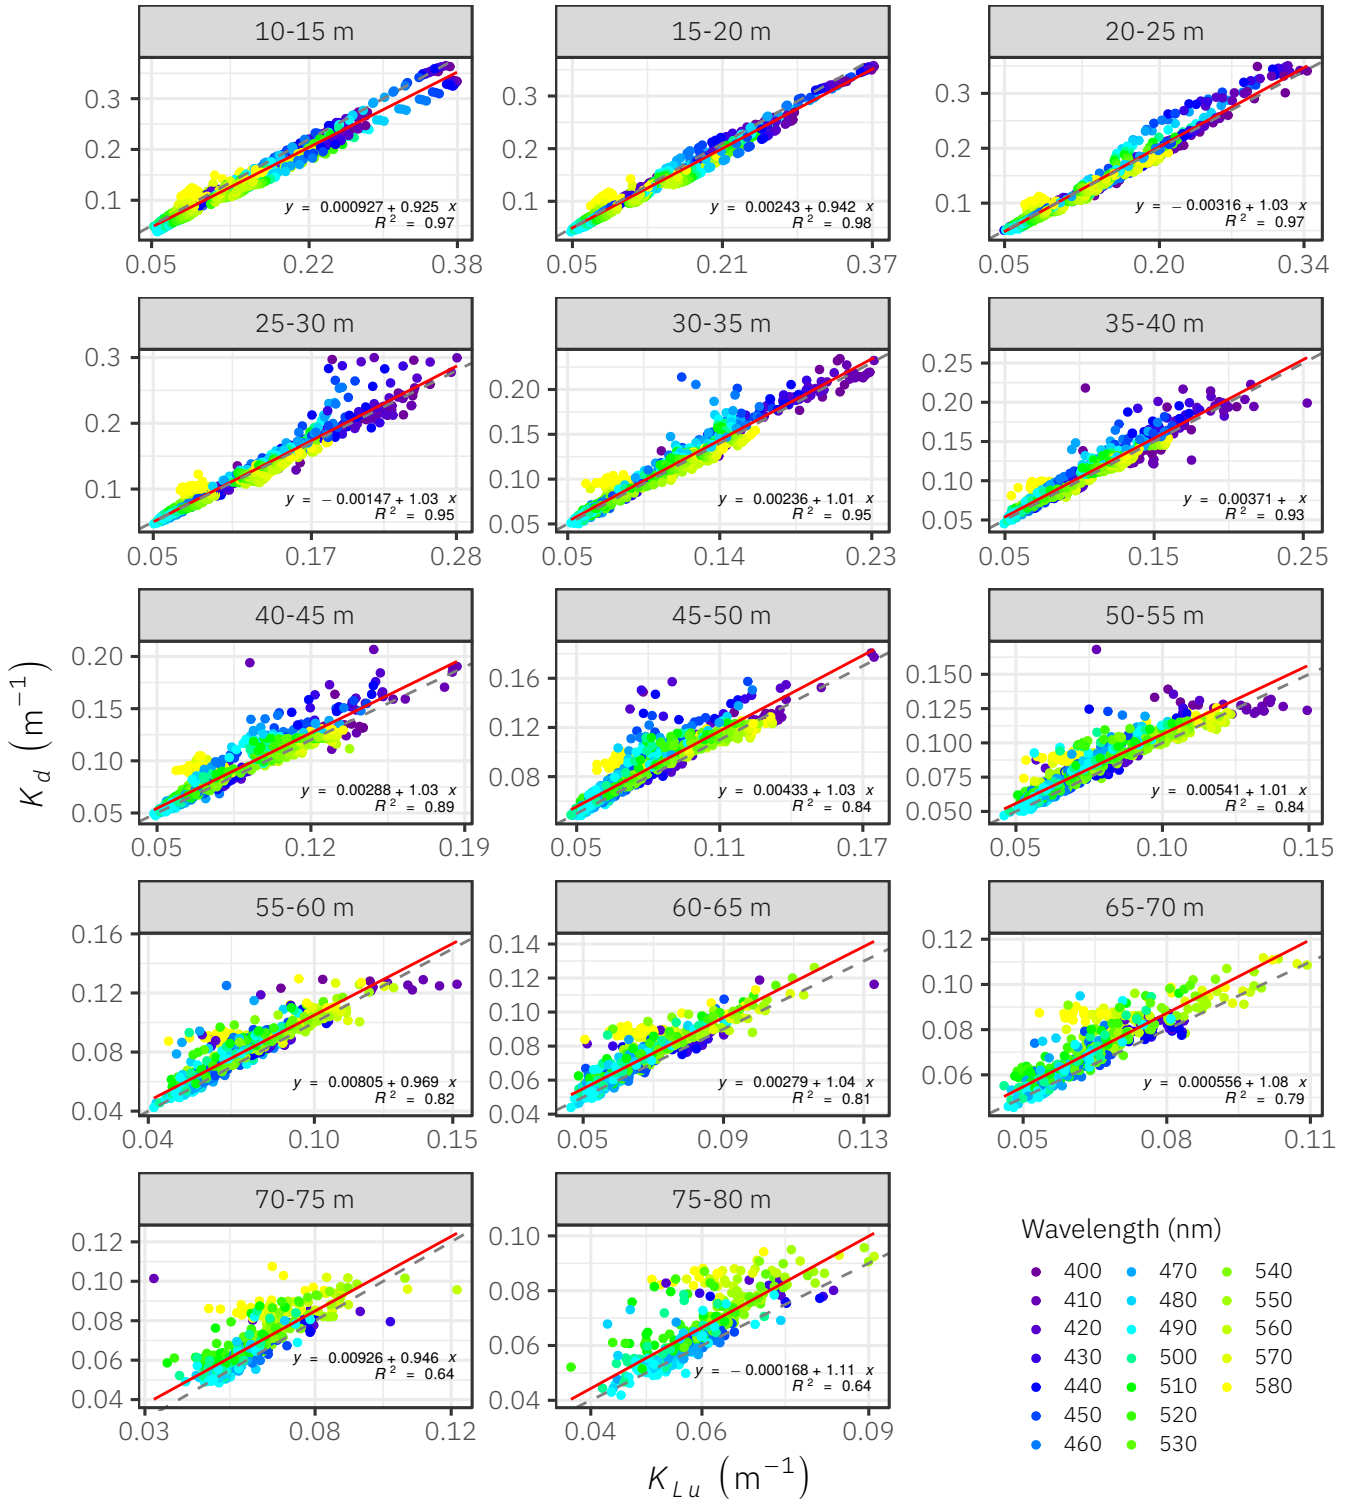 10-15 m
15-20 m
20-25 m
0.3
0.2
0.1
y = 0.000927 + 0.925 x
R 2 = 0.97
0.05
0.22
0.38
0.3
0.2
0.1
y = 0.00243 + 0.942 x
R 2 = 0.98
0.05
0.21
0.37
0.3
0.2
0.1
y = − 0.00316 + 1.03 x
R 2 = 0.97
0.05
0.20
0.34
25-30 m
30-35 m
35-40 m
0.3
0.2
0.1
y = − 0.00147 + 1.03 x
R 2 = 0.95
0.05
0.17
0.28
0.20
0.15
0.10
0.05
y = 0.00236 + 1.01 x
R 2 = 0.95
0.05
0.14
0.23
0.25
0.20
0.15
0.10
0.05
y = 0.00371 + x
R 2 = 0.93
0.05
0.15
0.25
40-45 m
45-50 m
50-55 m
0.20
0.15
0.10
0.05
y = 0.00288 + 1.03 x
R 2 = 0.89
0.05
0.12
0.19
0.16
0.12
0.08
y = 0.00433 + 1.03 x
R 2 = 0.84
0.05
0.11
0.17
0.150
0.125
0.100
0.075
0.050
y = 0.00541 + 1.01 x
R 2 = 0.84
0.05
0.10
0.15
55-60 m
60-65 m
65-70 m
0.16
0.12
0.08
0.04
y = 0.00805 + 0.969 x
R 2 = 0.82
0.04
0.10
0.15
0.14
0.12
0.10
0.08
0.06
0.04
y = 0.00279 + 1.04 x
R 2 = 0.81
0.05
0.09
0.13
0.12
0.10
0.08
0.06
y = 0.000556 + 1.08 x
R 2 = 0.79
0.05
0.08
0.11
70-75 m
75-80 m
0.12
0.10
0.08
0.06
0.04
y = 0.00926 + 0.946 x
R 2 = 0.64
0.03
0.08
0.12
0.10
0.08
0.06
0.04
y = − 0.000168 + 1.11 x
R 2 = 0.64
0.04
0.06
0.09
K d (m−1)
K Lu (m−1)
Wavelength (nm)
400
410
420
430
440
450
460
470
480
490
500
510
520
530
540
550
560
570
580